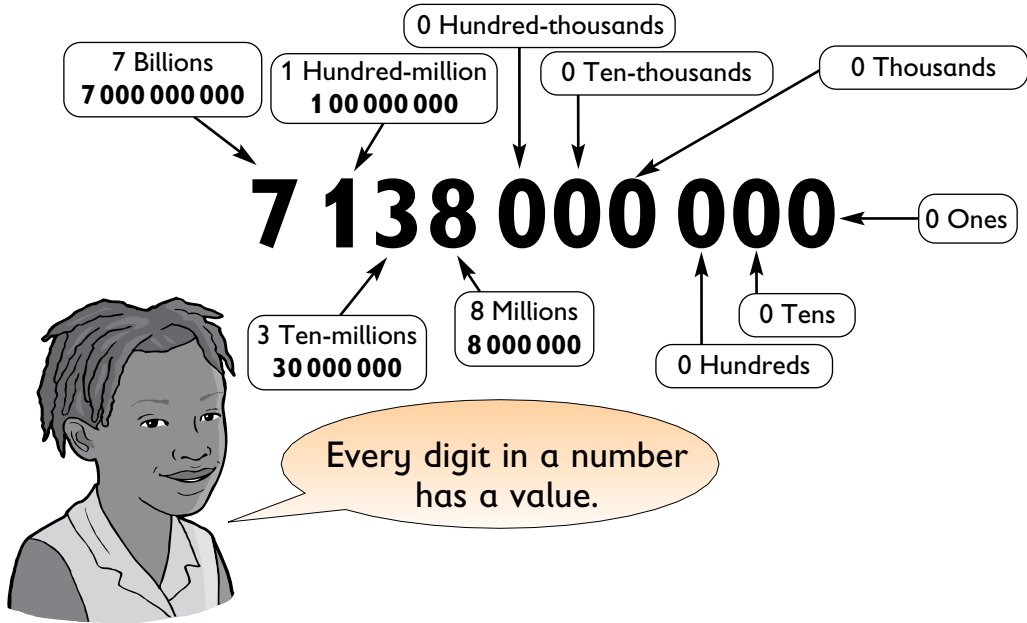 0 Hundred-thousands
7 Billions
7 000 000 000
1 Hundred-million
100 000 000
0 Ten-thousands
0 Thousands
7 138 000 000
0 Ones
3 Ten-millions
30 000 000
8 Millions
8 000 000
0 Tens
0 Hundreds
Every digit in a number
has a value.